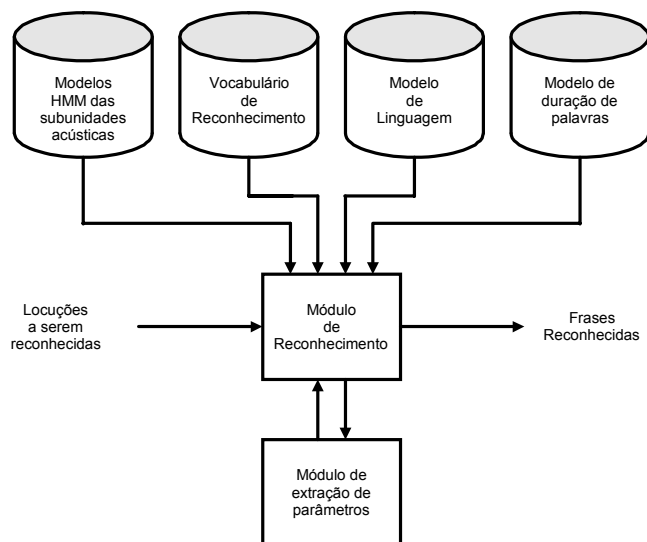 Modelos
HMM das
subunidades
acústicas
Vocabulário
de
Reconhecimento
Modelo
de
Linguagem
Modelo de
duração de
palavras
Locuções
a serem
reconhecidas
Módulo
de
Reconhecimento
Frases
Reconhecidas
Módulo de
extração de
parâmetros